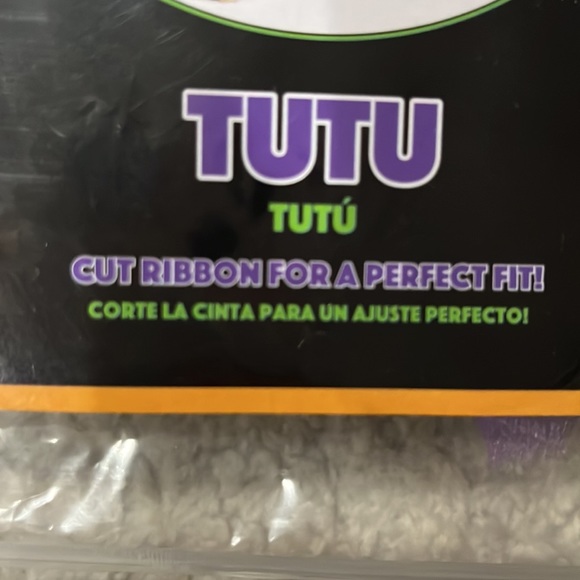 TUTU
TUTÚ
CUT RIBBON FOR A PERFECT FIT!
CORTE LA CINTA PARA UN AJUSTE PERFECTO!